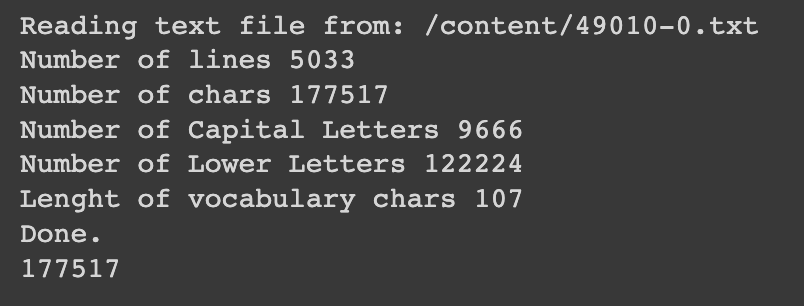 Reading text file from: /content/49010-0.txt
Number of lines 5033
Number of chars 177517
Number of Capital Letters 9666
Number of Lower Letters 122224
Lenght of vocabulary chars 107
Done.
177517